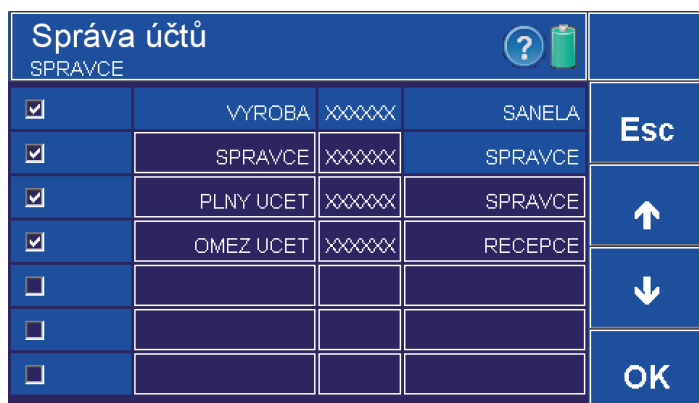 Správa účtů
SPRAVCE
?
VYROBA XXXXXX SANELA
Esc
SPRAVCE XXXXXX SPRAVCE
PLNY UCET XXXXXX SPRAVCE
OMEZ UCET XXXXXX RECEPCE
OK